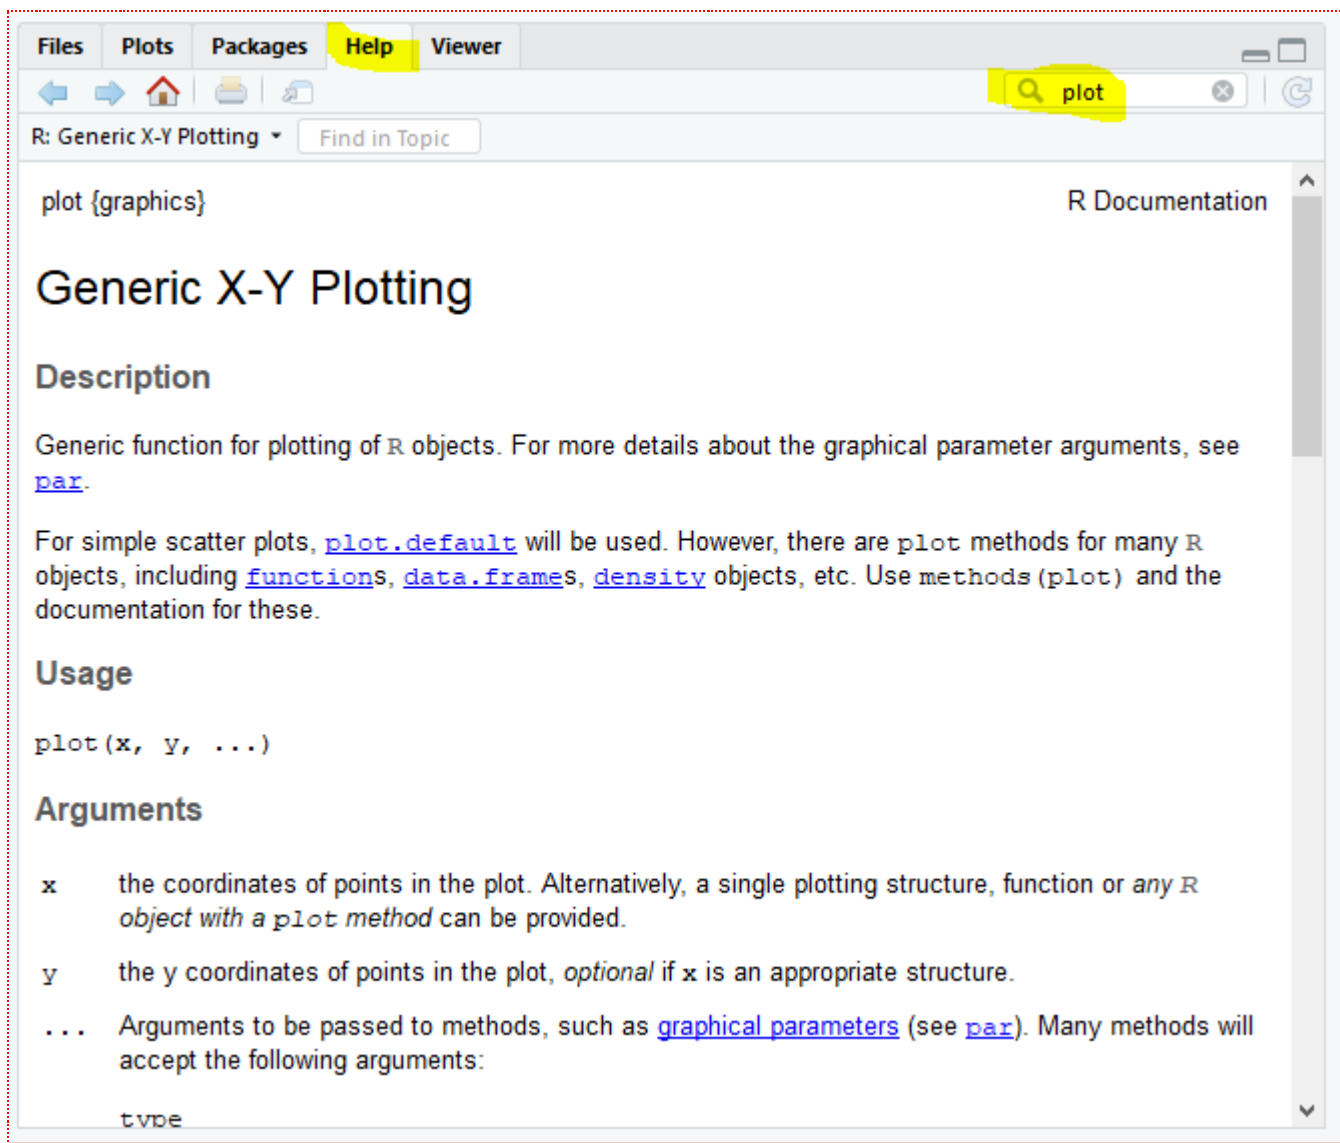 Files Plots Packages Help Viewer
plot
R: Generic X-Y Plotting Find in Topic
plot {graphics} R Documentation
Generic X-Y Plotting
Description
Generic function for plotting of R objects. For more details about the graphical parameter arguments, see
par.
For simple scatter plots, plot.default will be used. However, there are plot methods for many R
objects, including functions, data.frames, density objects, etc. Use methods(plot) and the
documentation for these.
Usage
plot(x, y, ...)
Arguments
x the coordinates of points in the plot. Alternatively, a single plotting structure, function or any R
object with a plot method can be provided.
y the y coordinates of points in the plot, optional if x is an appropriate structure.
... Arguments to be passed to methods, such as graphical parameters (see par). Many methods will
accept the following arguments:
type